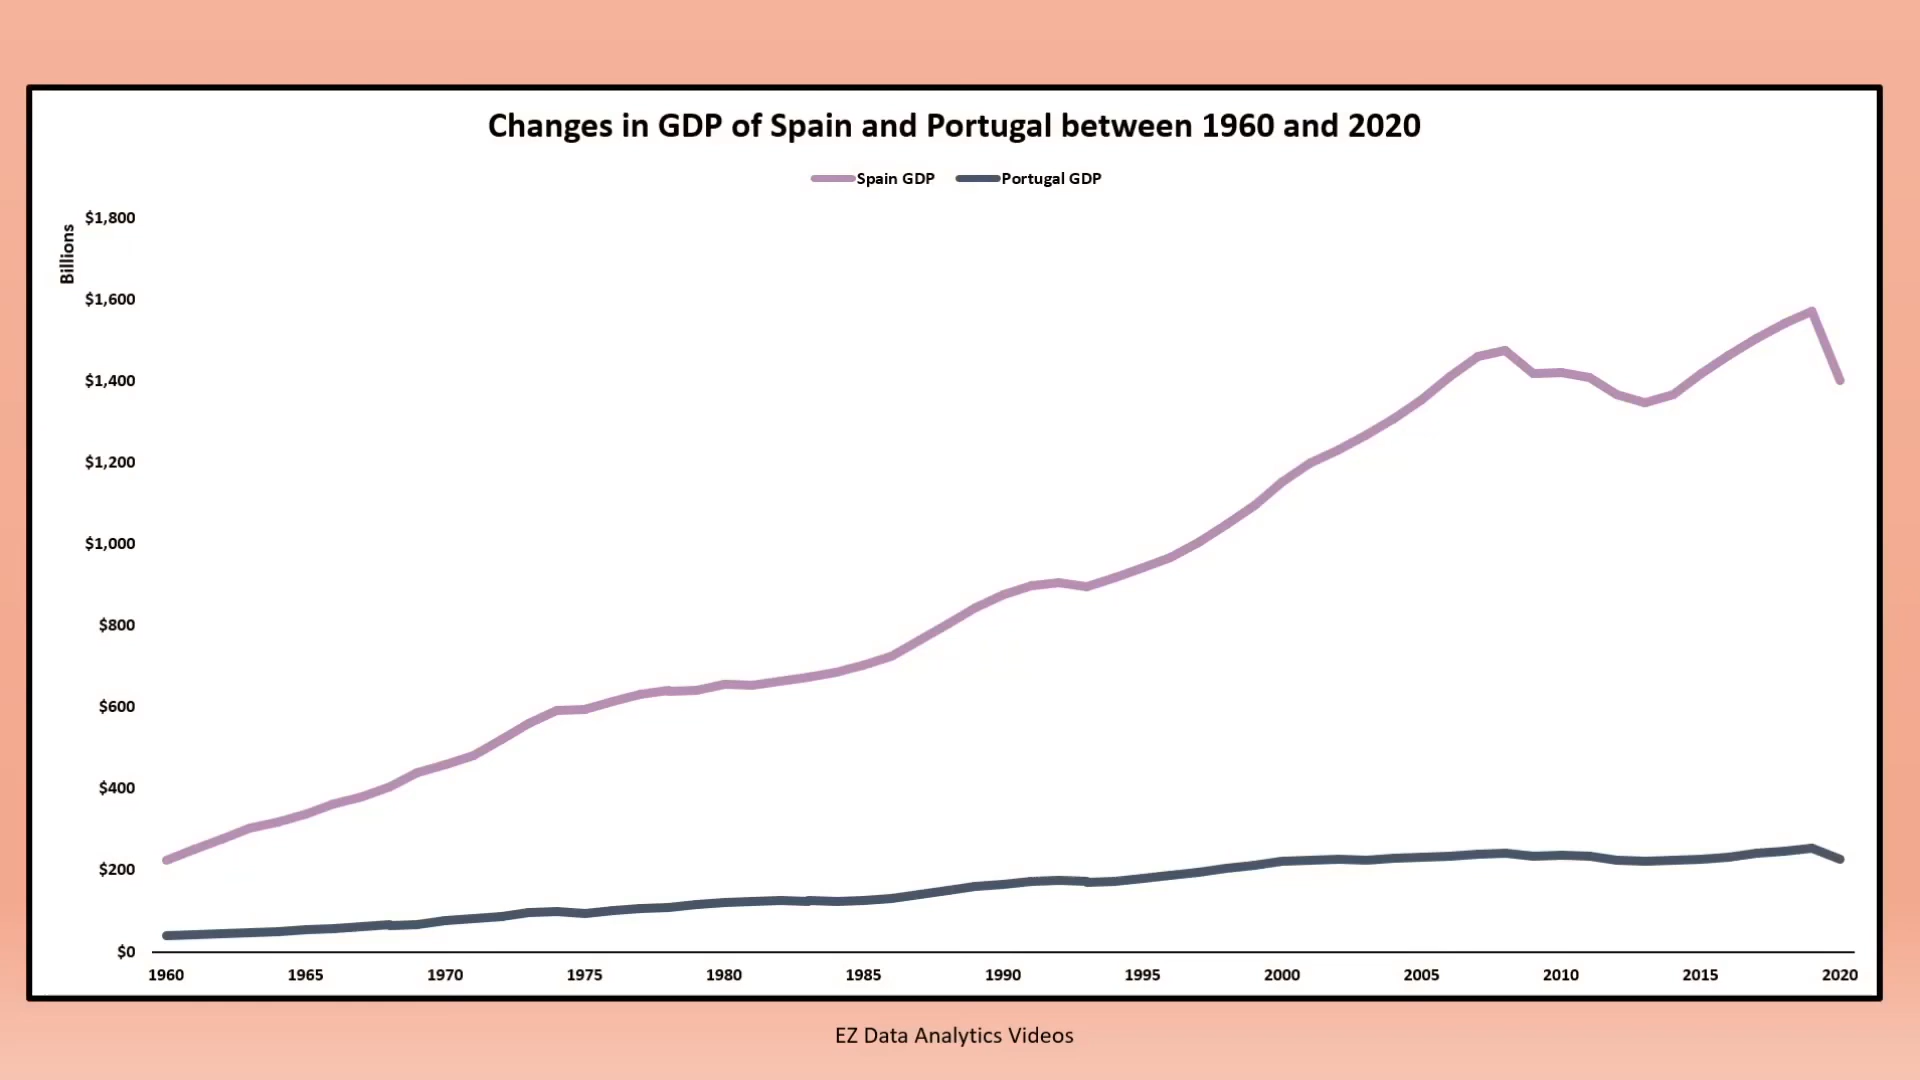 Changes in GDP of Spain and Portugal between 1960 and 2020
Spain GDP Portugal GDP
Billions
$1,800
$1,600
$1,400
$1,200
$1,000
$800
$600
$400
$200
$0
1960 1965 1970 1975 1980 1985 1990 1995 2000 2005 2010 2015 2020
EZ Data Analytics Videos